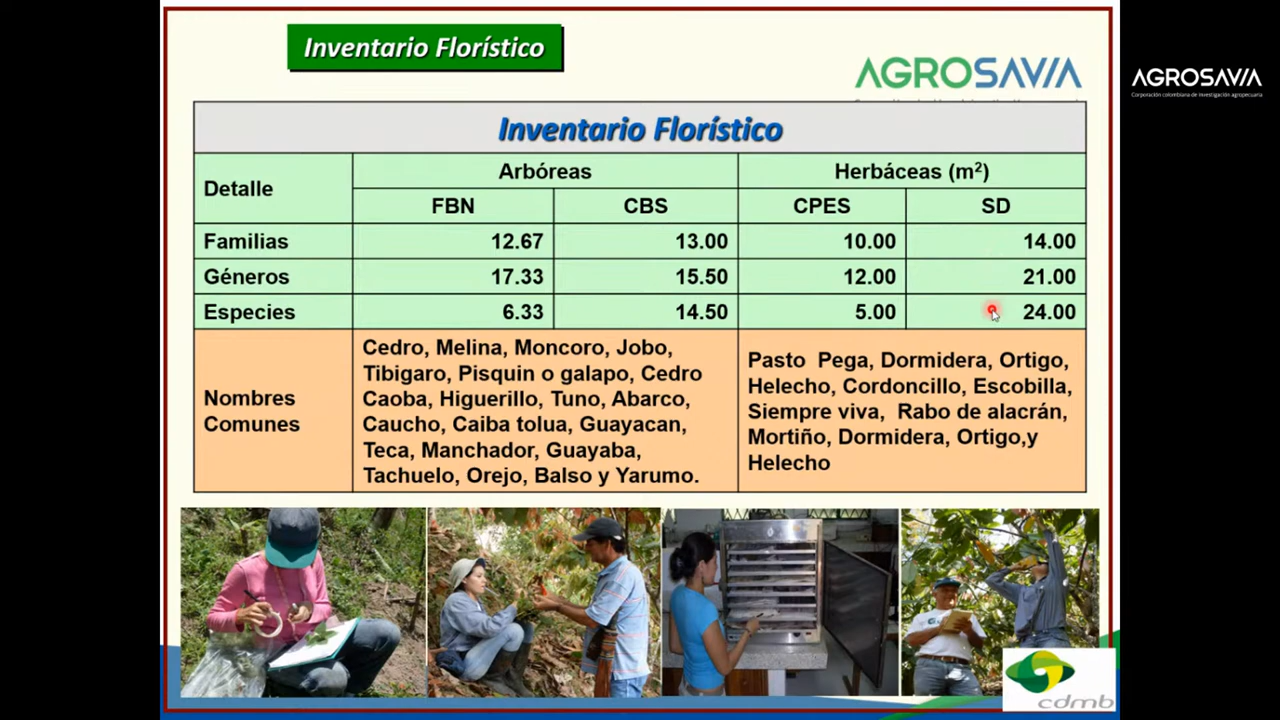 Inventario Florístico
AGROSAVIA
AGROSAVIA
Corporación colombiana de investigación agropecuaria
Inventario Florístico
Detalle
Arbóreas
Herbáceas (m²)
FBN
CBS
CPES
SD
Familias
12.67
13.00
10.00
14.00
Géneros
17.33
15.50
12.00
21.00
Especies
6.33
14.50
5.00
24.00
Nombres
Comunes
Cedro, Melina, Moncoro, Jobo,
Tibigaro, Pisquin o galapo, Cedro
Caoba, Higuerillo, Tuno, Abarco,
Caucho, Caiba tolua, Guayacan,
Teca, Manchador, Guayaba,
Tachuelo, Orejo, Balso y Yarumo.
Pasto Pega, Dormidera, Ortigo,
Helecho, Cordoncillo, Escobilla,
Siempre viva, Rabo de alacrán,
Mortiño, Dormidera, Ortigo,y
Helecho
cdmb